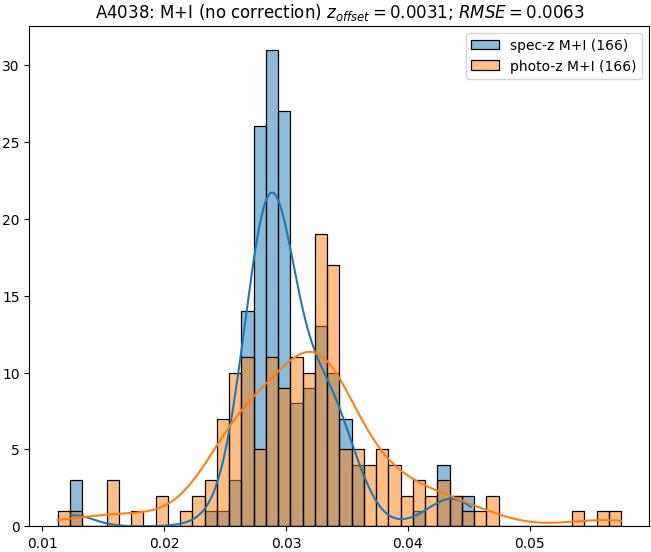 A4038: M+I (no correction) z_offset = 0.0031; RMSE = 0.0063
spec-z M+I (166)
photo-z M+I (166)
30
25
20
15
10
5
0
0.01 0.02 0.03 0.04 0.05